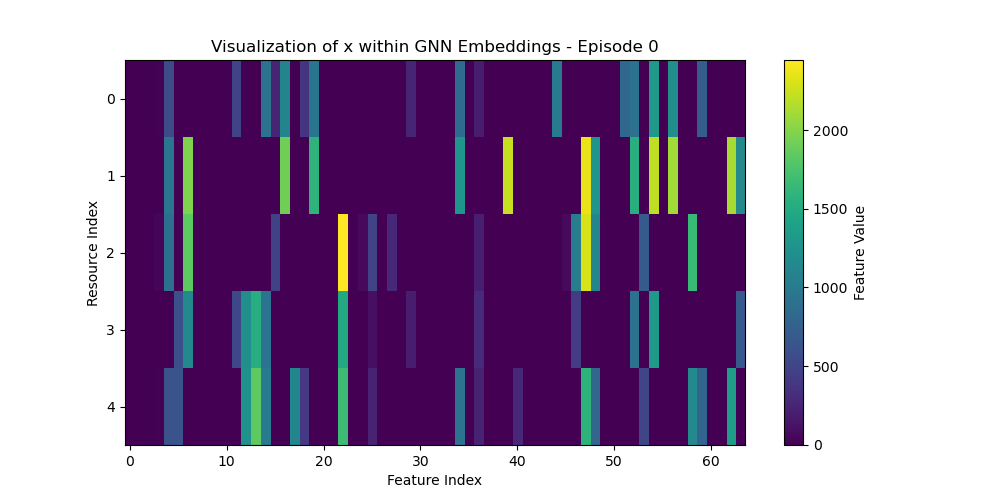 Visualization of x within GNN Embeddings - Episode 0
Resource Index
0
1
2
3
4
0 10 20 30 40 50 60
Feature Index
2000
1500
1000
500
0
Feature Value